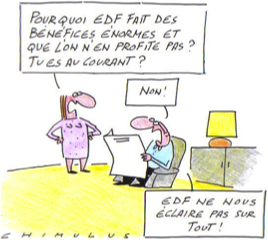 POURQUOI EDF FAIT DES
BÉNÉFICES ÉNORMES ET
QUE L'ON N'EN PROFITE PAS ?
TU ES AU COURANT ?
NON !
EDF NE NOUS
ÉCLAIRE PAS SUR
TOUT !
CHIMULUS